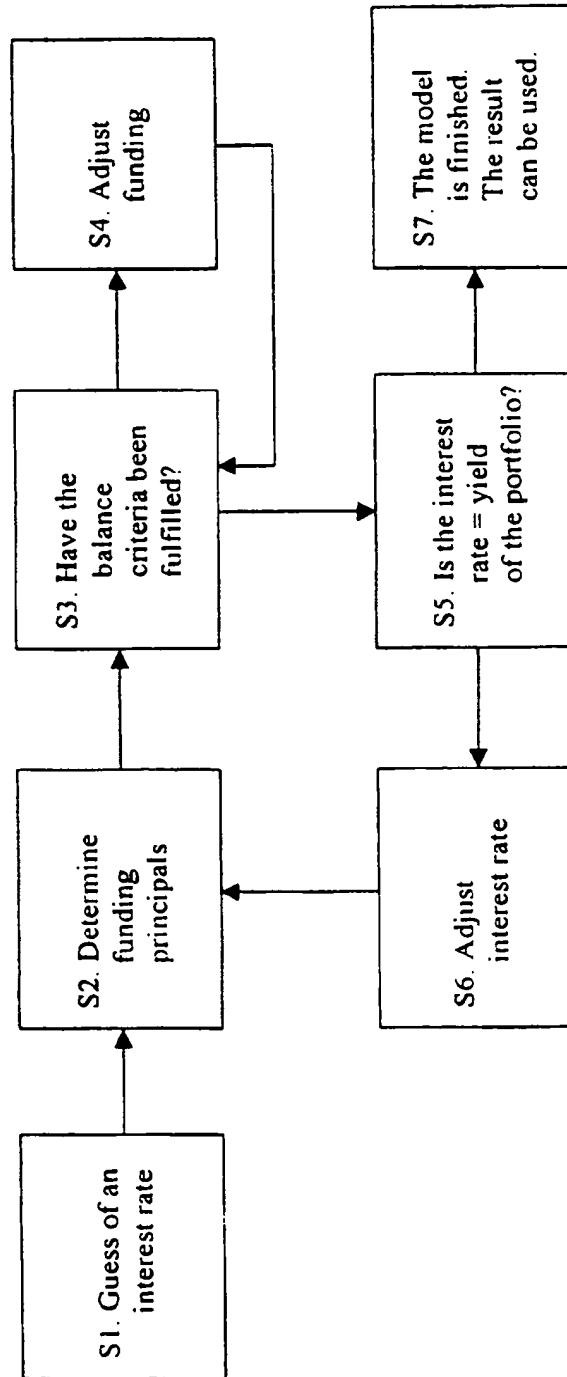 S1. Guess of an
interest rate
S2. Determine
funding
principals
S3. Have the
balance
criteria been
fulfilled?
S4. Adjust
funding
S5. Is the interest
rate = yield
of the portfolio?
S6. Adjust
interest rate
S7. The model
is finished.
The result
can be used.